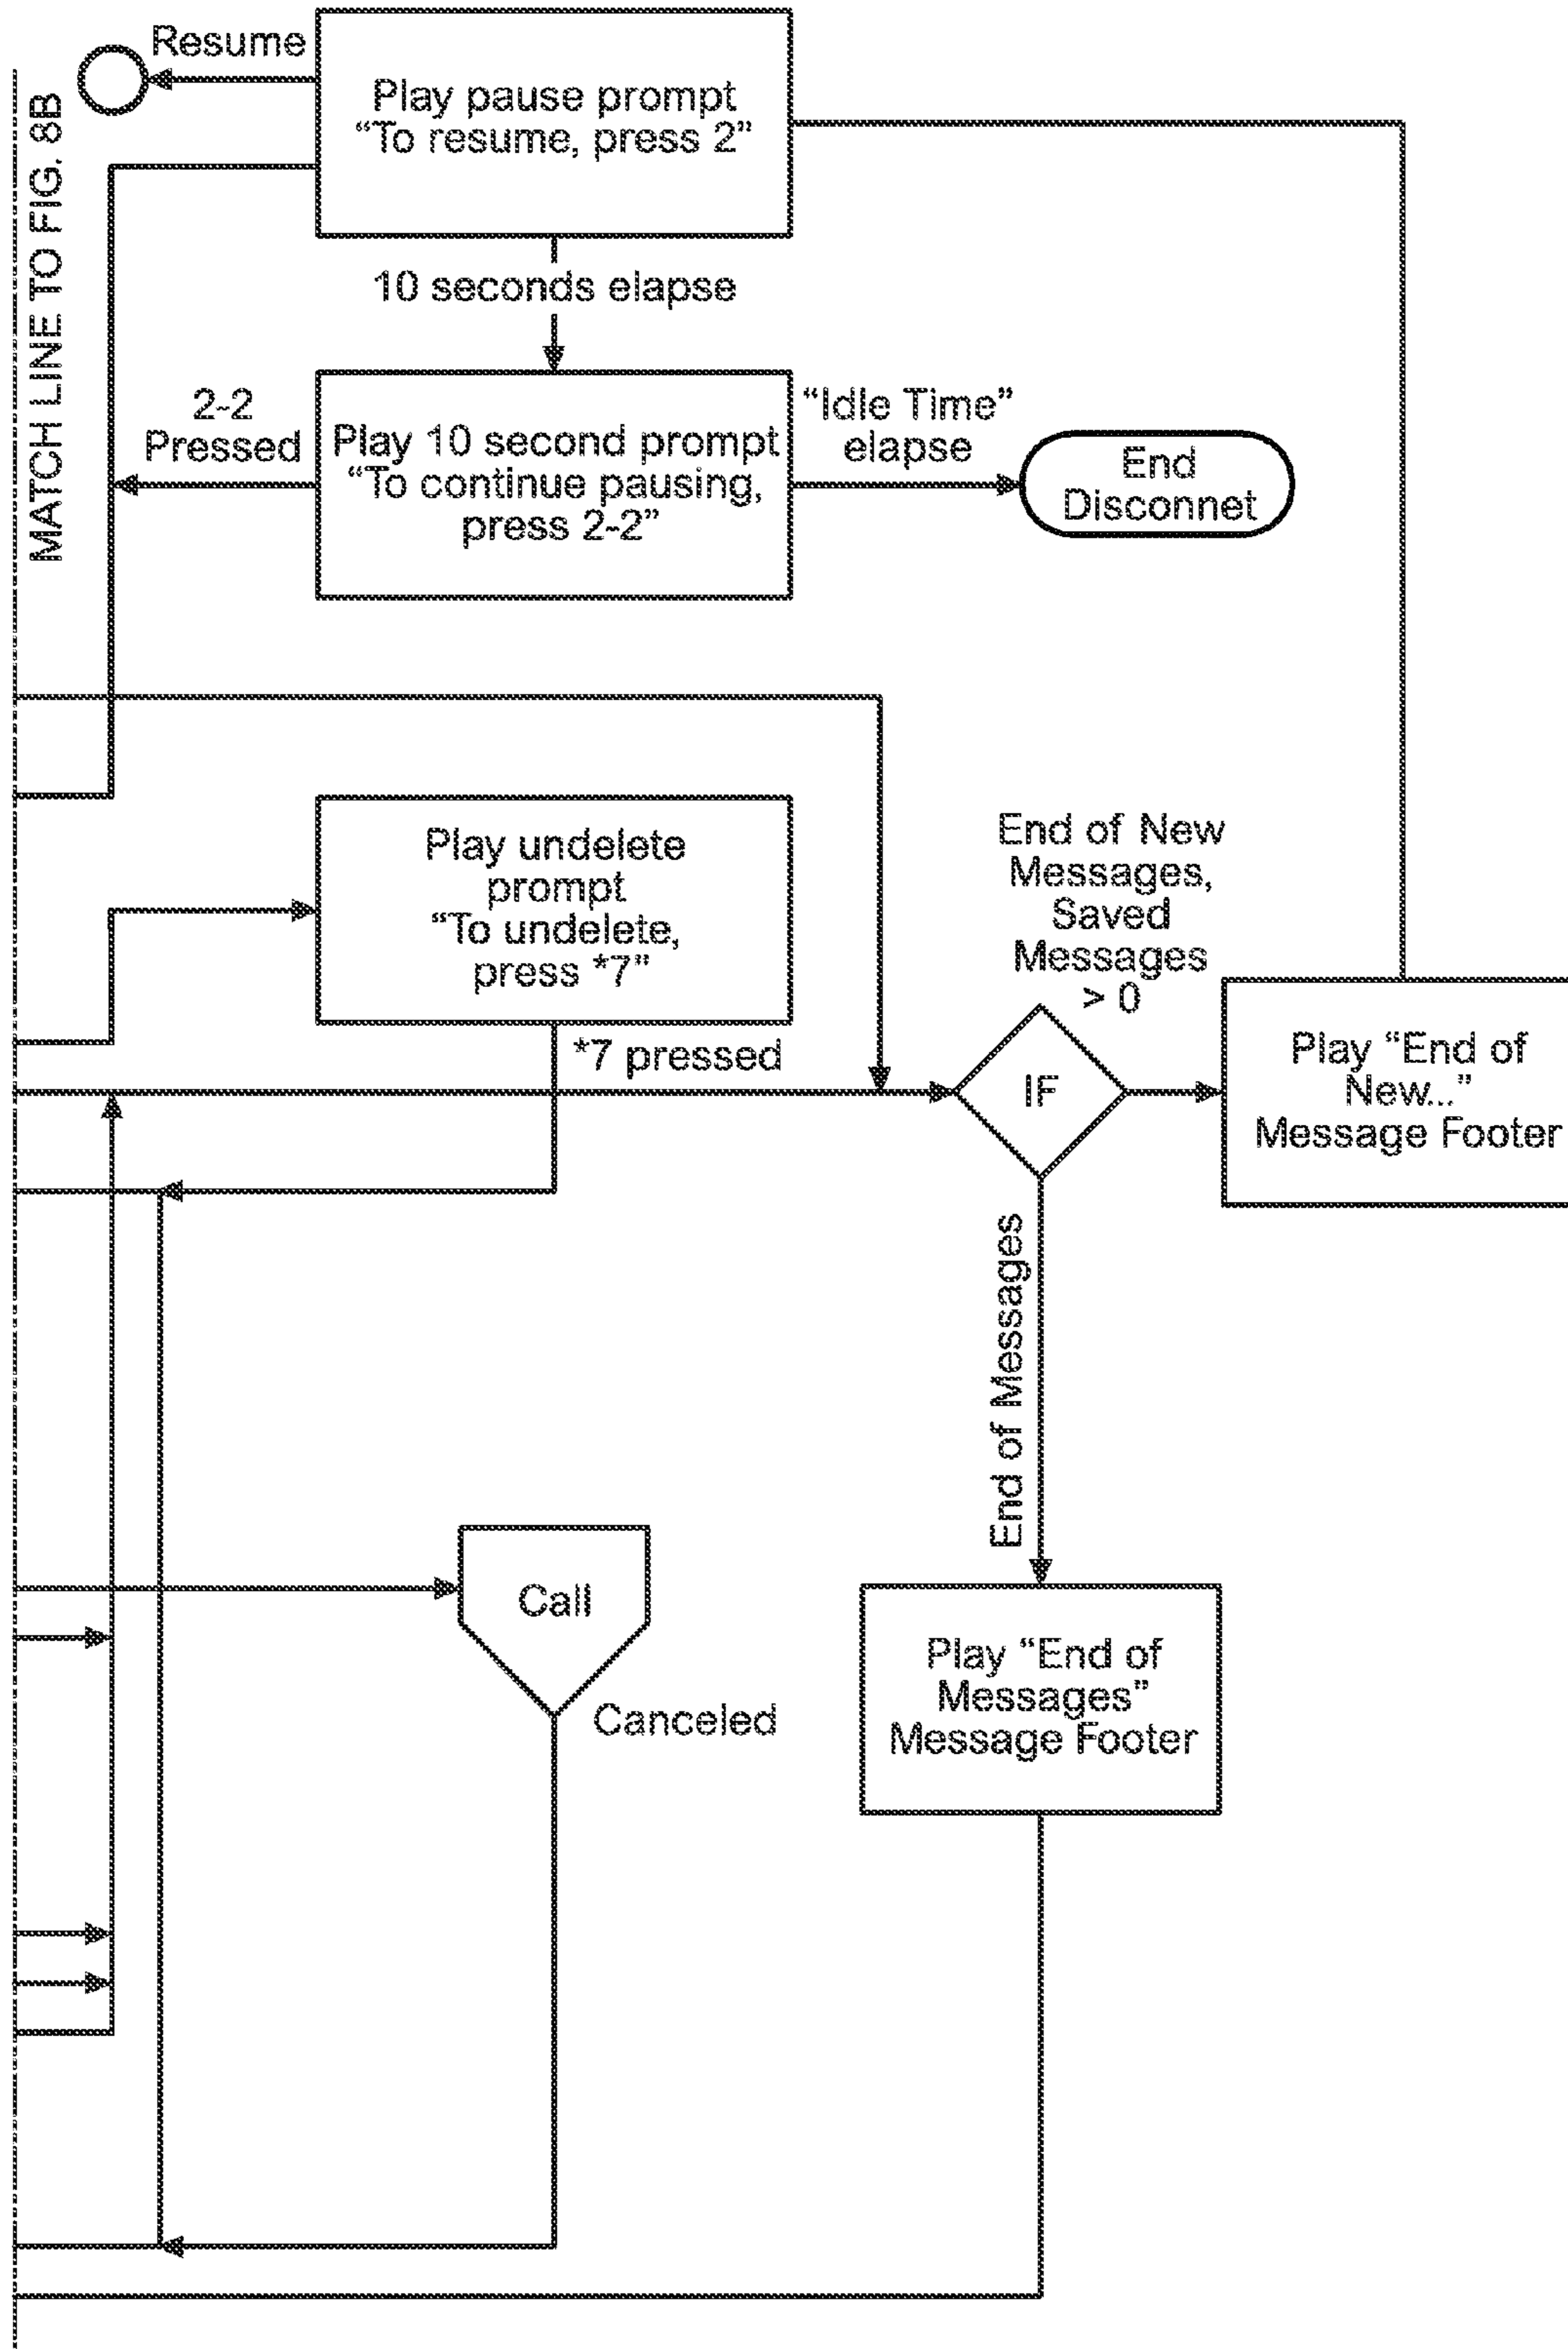 Resume
MATCH LINE TO FIG. 8B
Play pause prompt
“To resume, press 2”
10 seconds elapse
2-2
Pressed
Play 10 second prompt
“To continue pausing,
press 2-2”
“Idle Time”
elapse
End
Disconnet
Play undelete
prompt
“To undelete,
press *7”
*7 pressed
End of New
Messages,
Saved
Messages
> 0
IF
Play “End of
New...”
Message Footer
End of Messages
Call
Canceled
Play “End of
Messages”
Message Footer